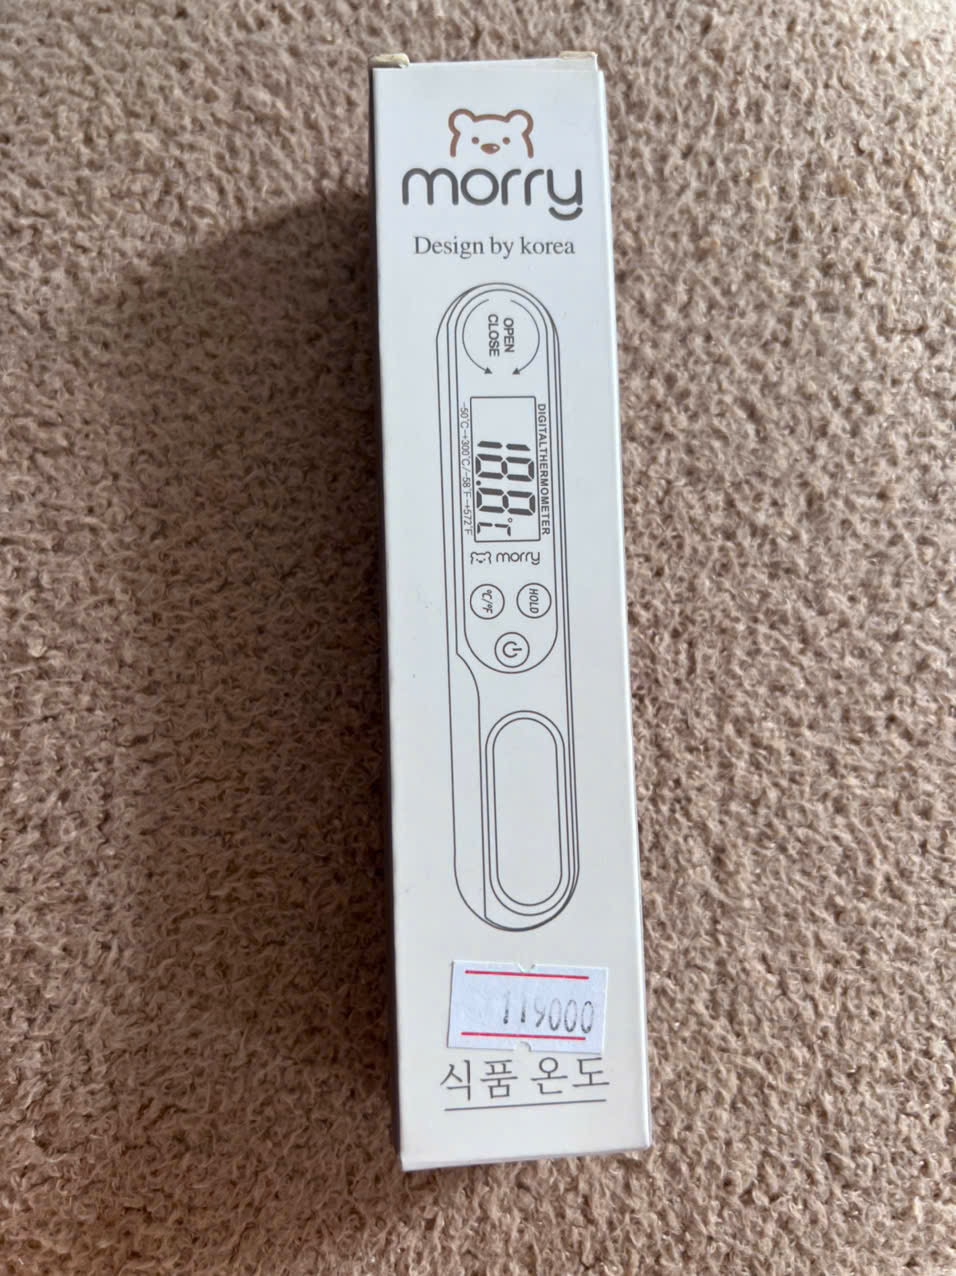 morry
Design by korea
OPEN
CLOSE
DIGITALTHERMOMETER
188.8°C
-50°C~+300°C/-58°F~+572°F
morry
HOLD
°C/°F
119000
식품 온도